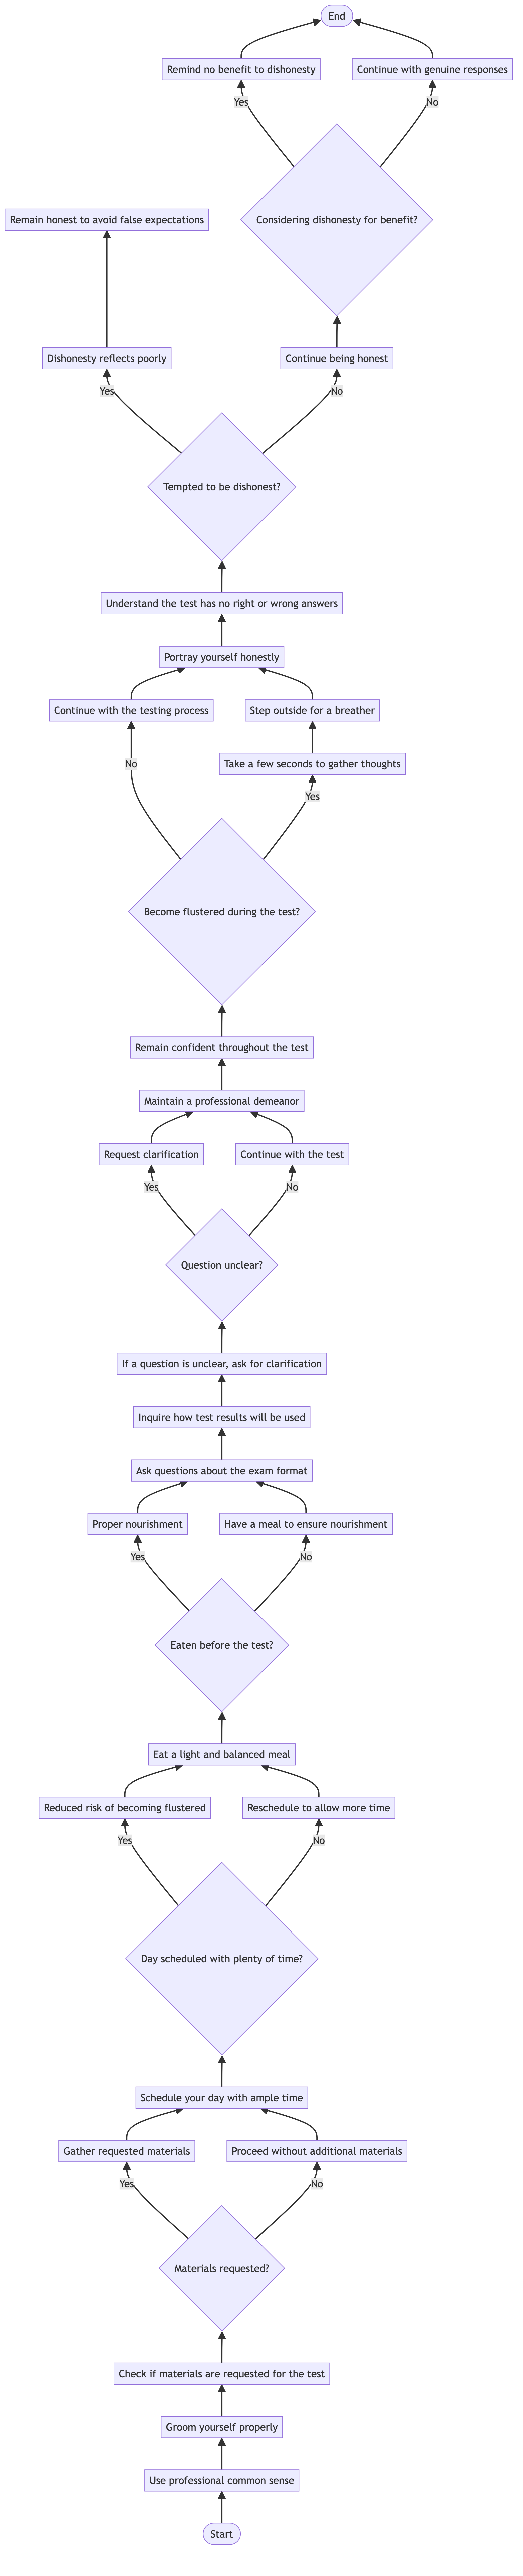 End
Remind no benefit to dishonesty
Continue with genuine responses
Yes
No
Considering dishonesty for benefit?
Remain honest to avoid false expectations
Dishonesty reflects poorly
Continue being honest
Yes
No
Tempted to be dishonest?
Understand the test has no right or wrong answers
Portray yourself honestly
Continue with the testing process
Step outside for a breather
No
Take a few seconds to gather thoughts
Yes
Become flustered during the test?
Remain confident throughout the test
Maintain a professional demeanor
Request clarification
Continue with the test
Yes
No
Question unclear?
If a question is unclear, ask for clarification
Inquire how test results will be used
Ask questions about the exam format
Proper nourishment
Have a meal to ensure nourishment
Yes
No
Eaten before the test?
Eat a light and balanced meal
Reduced risk of becoming flustered
Reschedule to allow more time
Yes
No
Day scheduled with plenty of time?
Schedule your day with ample time
Gather requested materials
Proceed without additional materials
Yes
No
Materials requested?
Check if materials are requested for the test
Groom yourself properly
Use professional common sense
Start